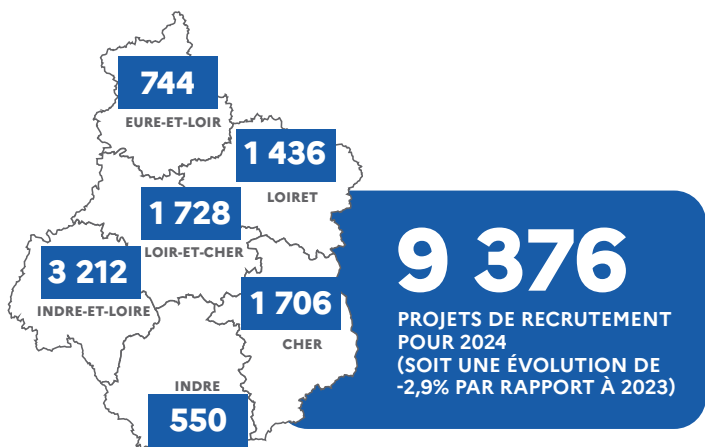 744
EURE-ET-LOIR
1 436
LOIRET
1 728
LOIR-ET-CHER
3 212
INDRE-ET-LOIRE
1 706
CHER
INDRE
550
9 376
PROJETS DE RECRUTEMENT
POUR 2024
(SOIT UNE ÉVOLUTION DE
-2,9% PAR RAPPORT À 2023)